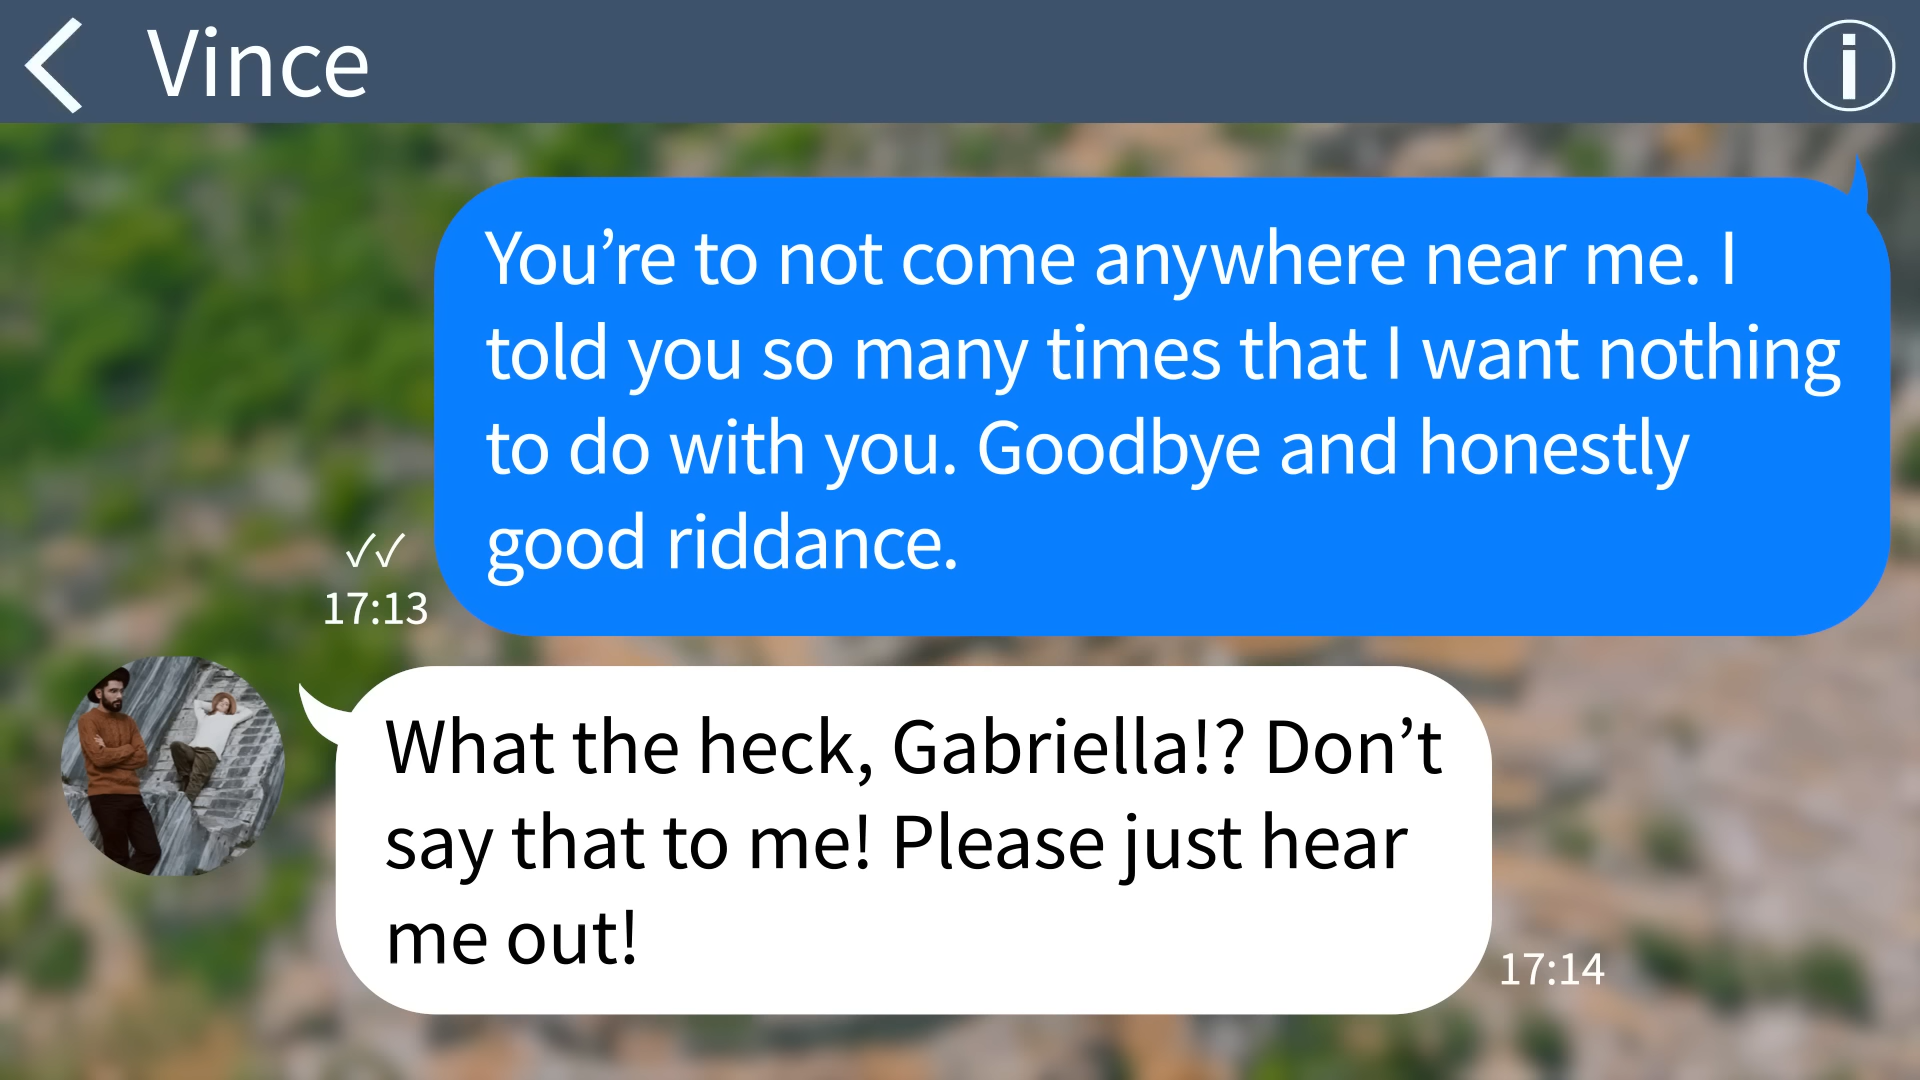 Vince
You’re to not come anywhere near me. I
told you so many times that I want nothing
to do with you. Goodbye and honestly
good riddance.
✓✓
17:13
What the heck, Gabriella!? Don’t
say that to me! Please just hear
me out!
17:14